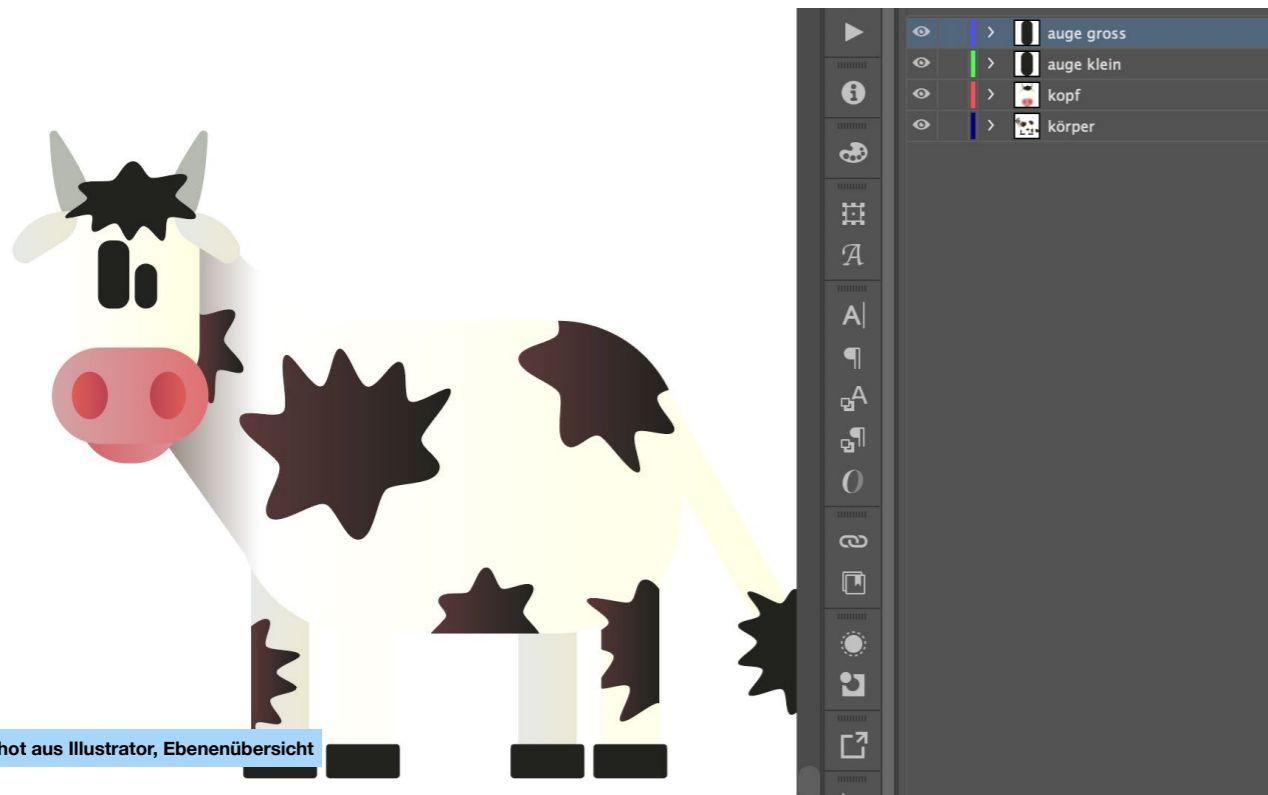 auge gross
auge klein
kopf
körper
hot aus Illustrator, Ebenenübersicht